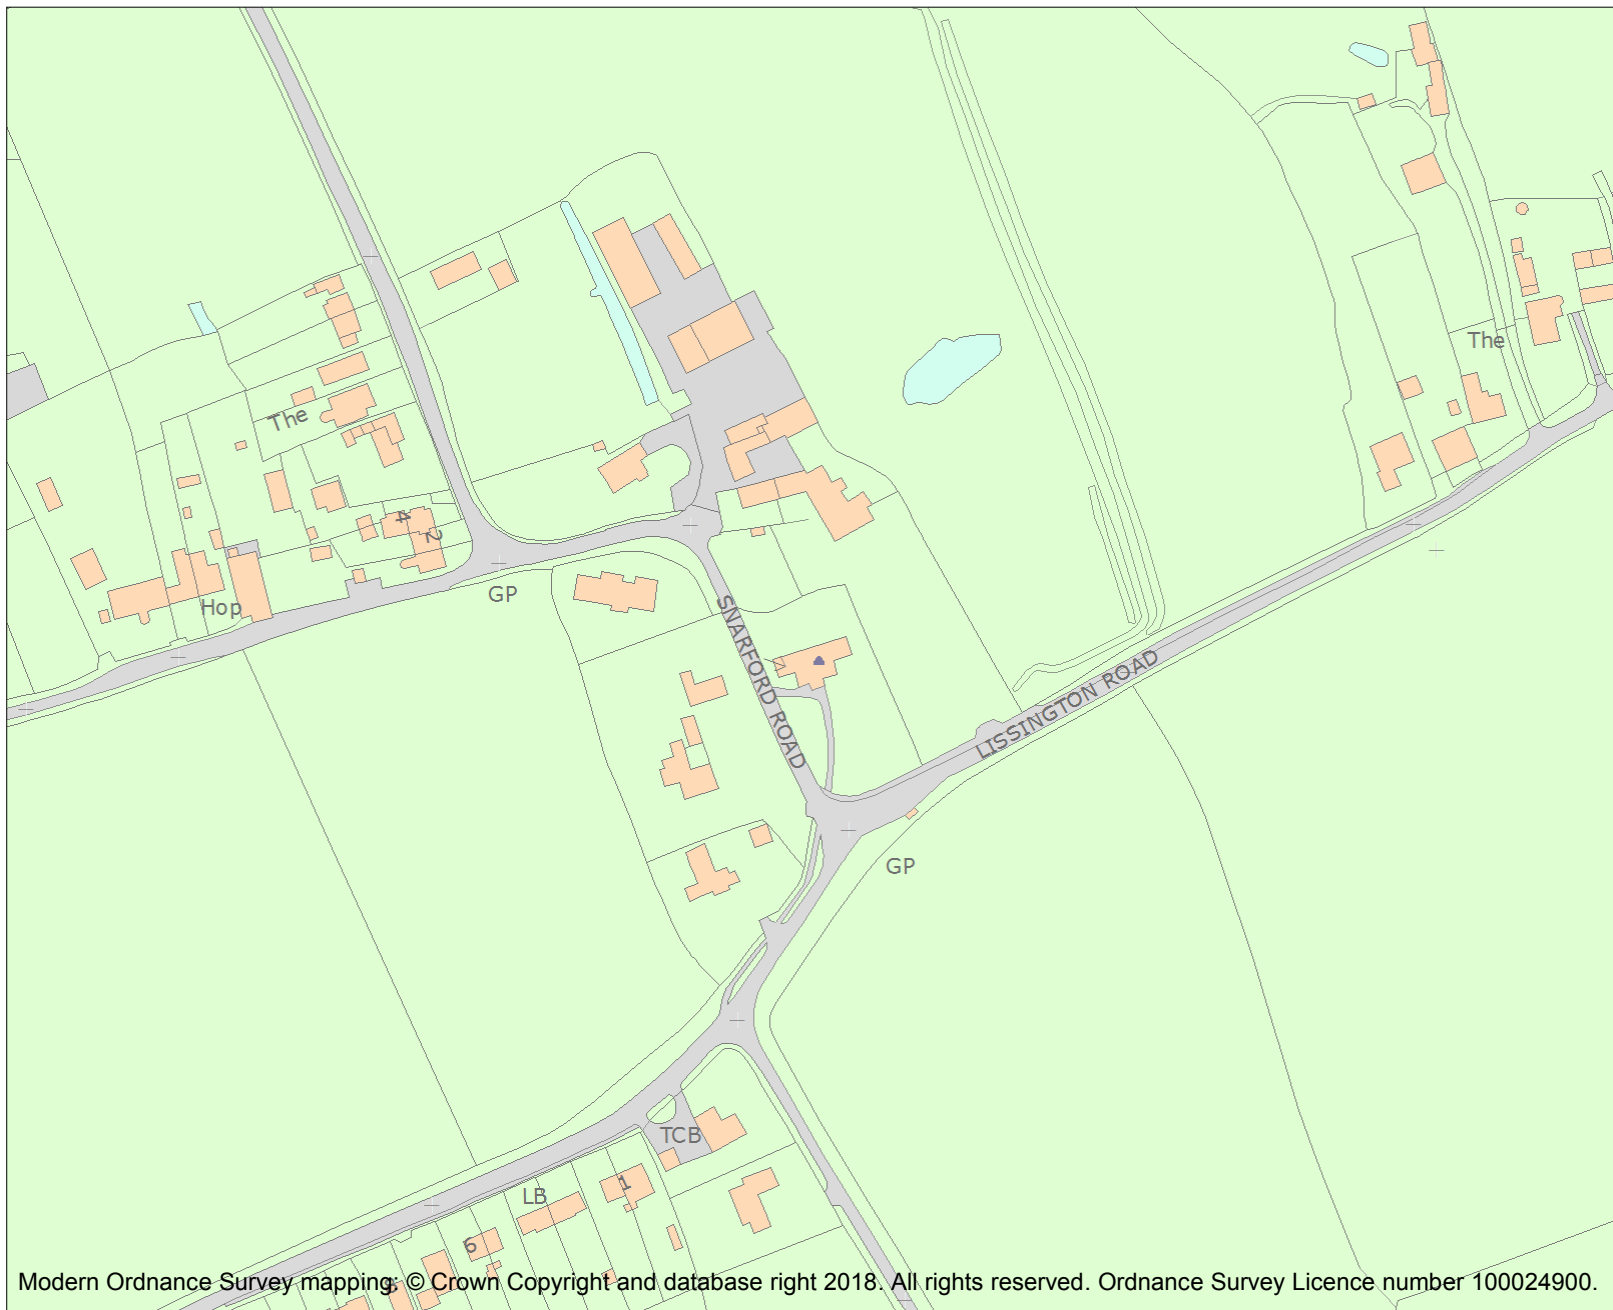 The
The
4
2
GP
Hop
SNARFORD ROAD
LISSINGTON ROAD
GP
TCB
1
LB
6
Modern Ordnance Survey mapping. © Crown Copyright and database right 2018. All rights reserved. Ordnance Survey Licence number 100024900.